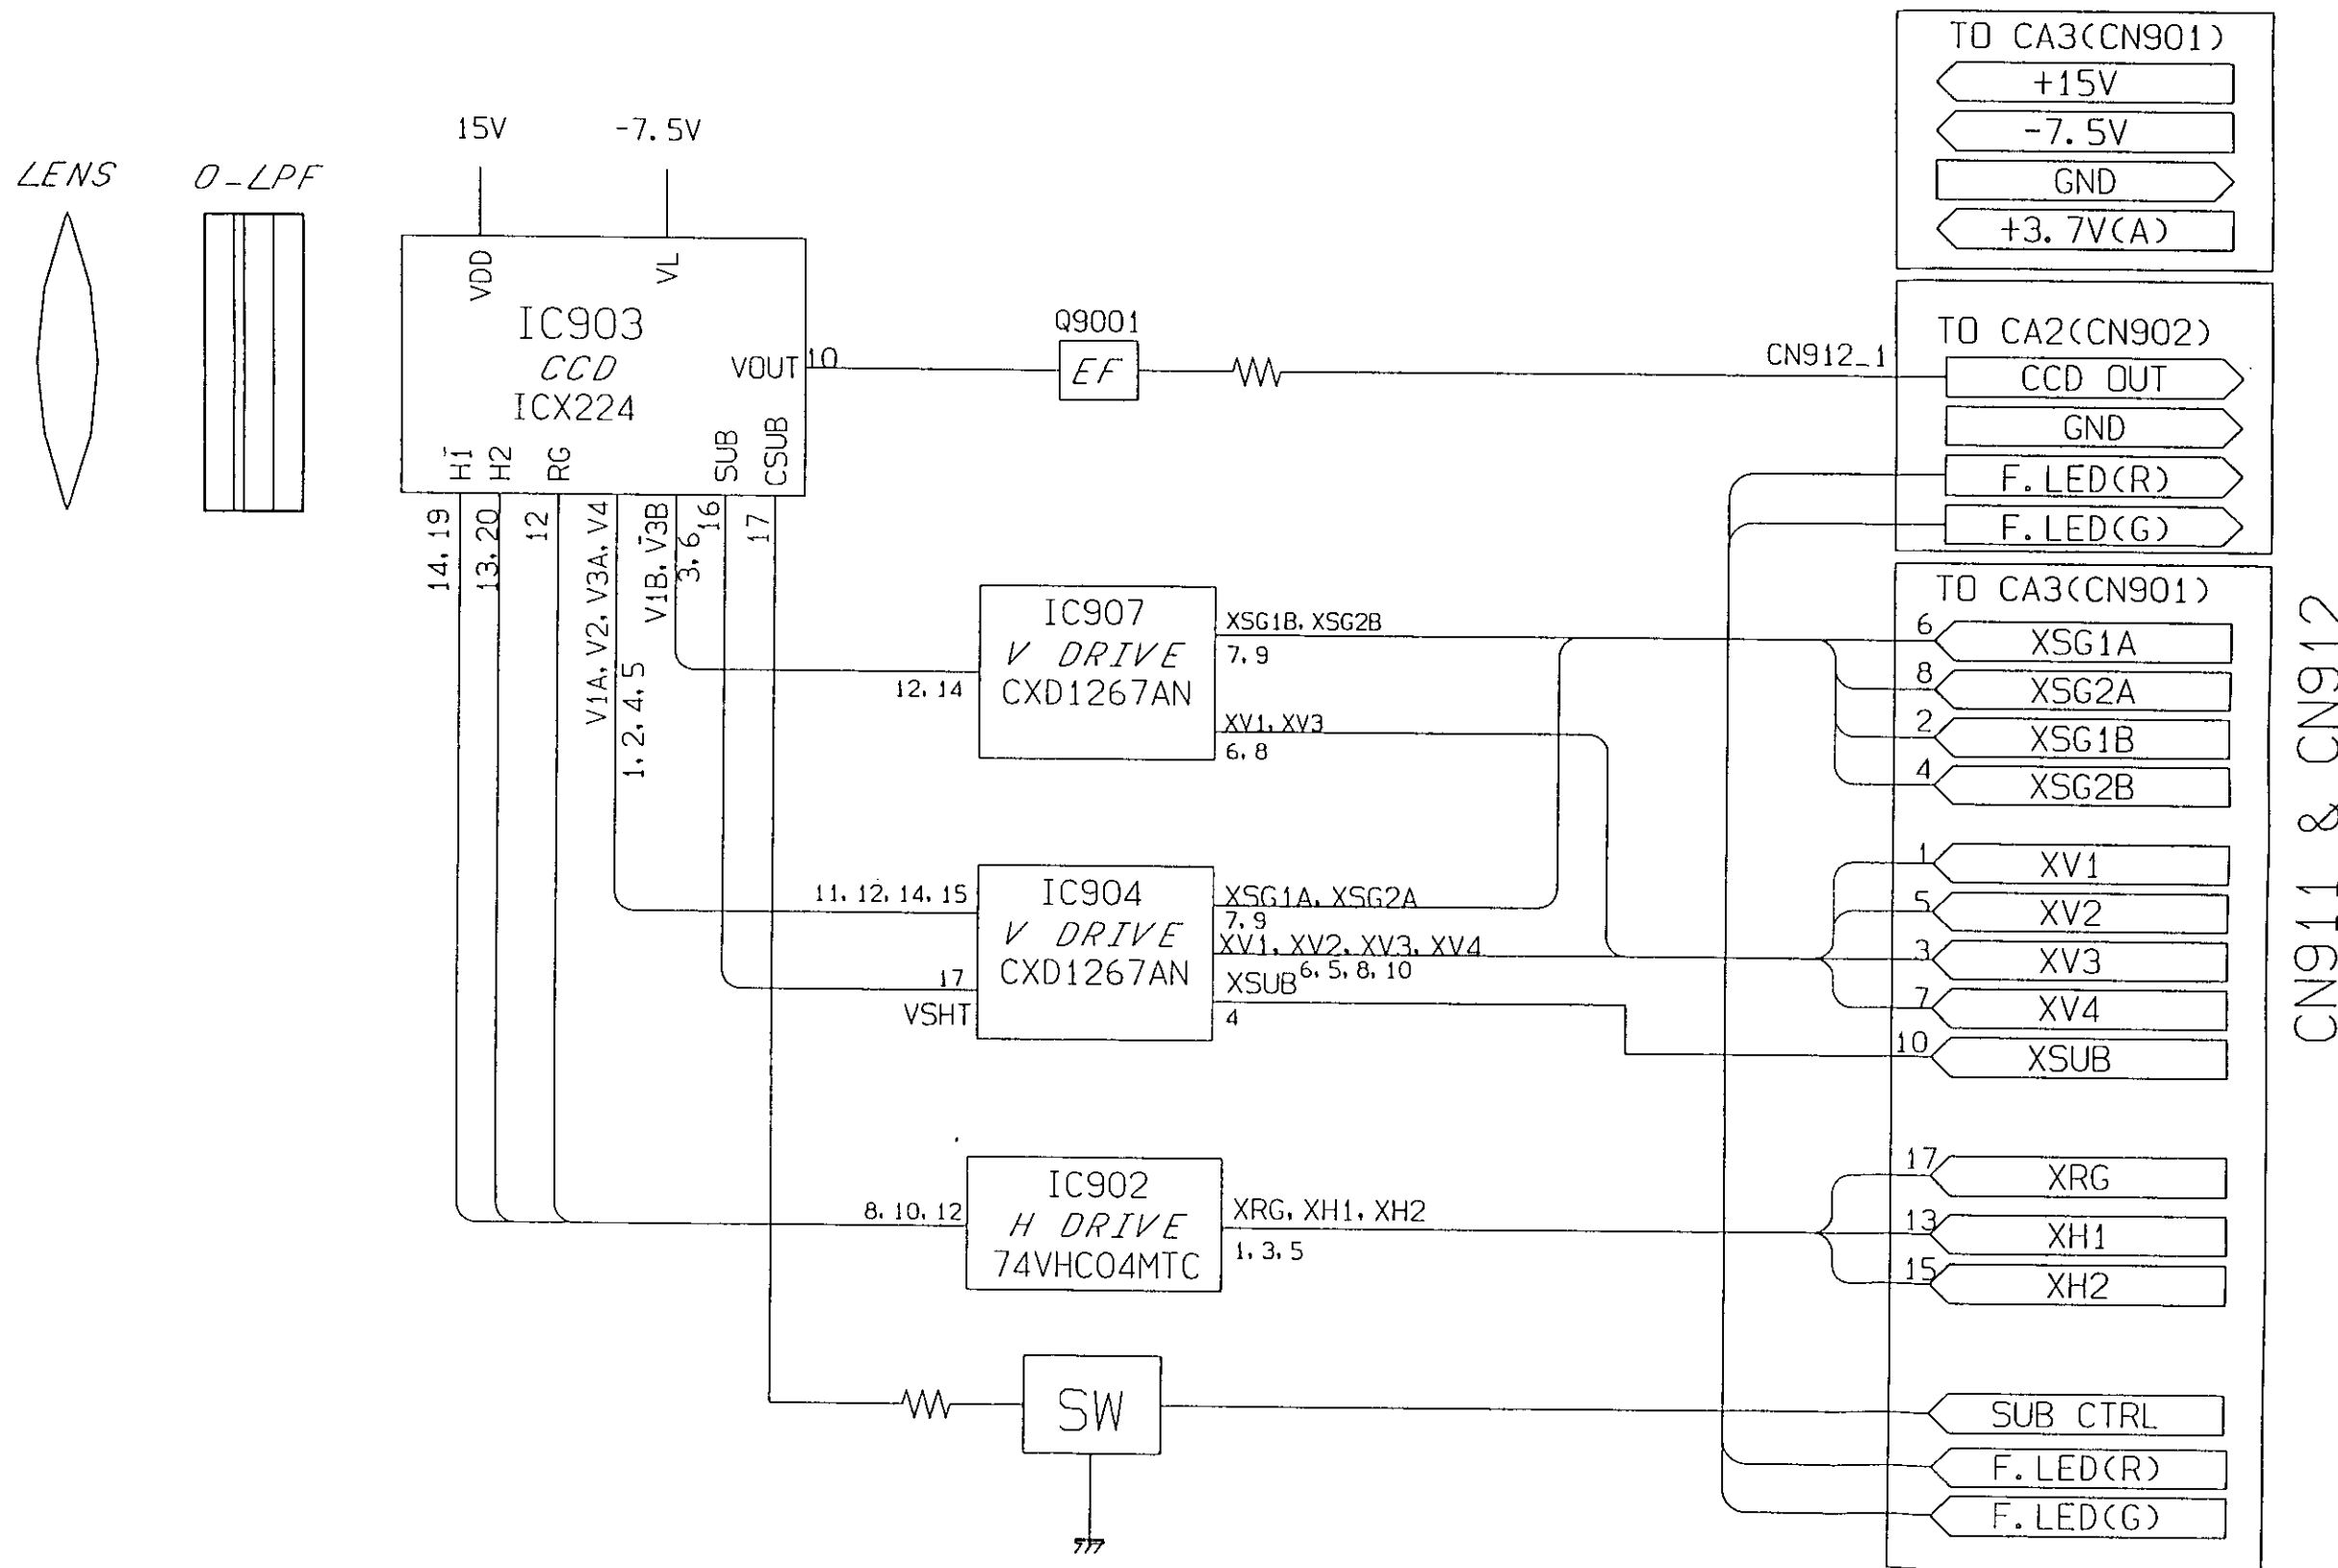 LENS
O-LPF
15V
-7.5V
VDD
VL
IC903
CCD
ICX224
VOUT
10
H1
H2
RG
SUB
CSUB
14, 19
13, 20
12
V1A, V2, V3A, V4
1, 2, 4, 5
V1B, V3B
3, 6
16
17
Q9001
EF
CN912_1
IC907
V DRIVE
CXD1267AN
12, 14
XSG1B, XSG2B
7, 9
XV1, XV3
6, 8
IC904
V DRIVE
CXD1267AN
11, 12, 14, 15
17
VSHT
XSG1A, XSG2A
7, 9
XV1, XV2, XV3, XV4
6, 5, 8, 10
XSUB
4
IC902
H DRIVE
74VHC04MTC
8, 10, 12
XRG, XH1, XH2
1, 3, 5
SW
TO CA3(CN901)
+15V
-7.5V
GND
+3.7V(A)
TO CA2(CN902)
CCD OUT
GND
F.LED(R)
F.LED(G)
TO CA3(CN901)
6 XSG1A
8 XSG2A
2 XSG1B
4 XSG2B
1 XV1
5 XV2
3 XV3
7 XV4
10 XSUB
17 XRG
13 XH1
15 XH2
SUB CTRL
F.LED(R)
F.LED(G)
CN911 & CN912